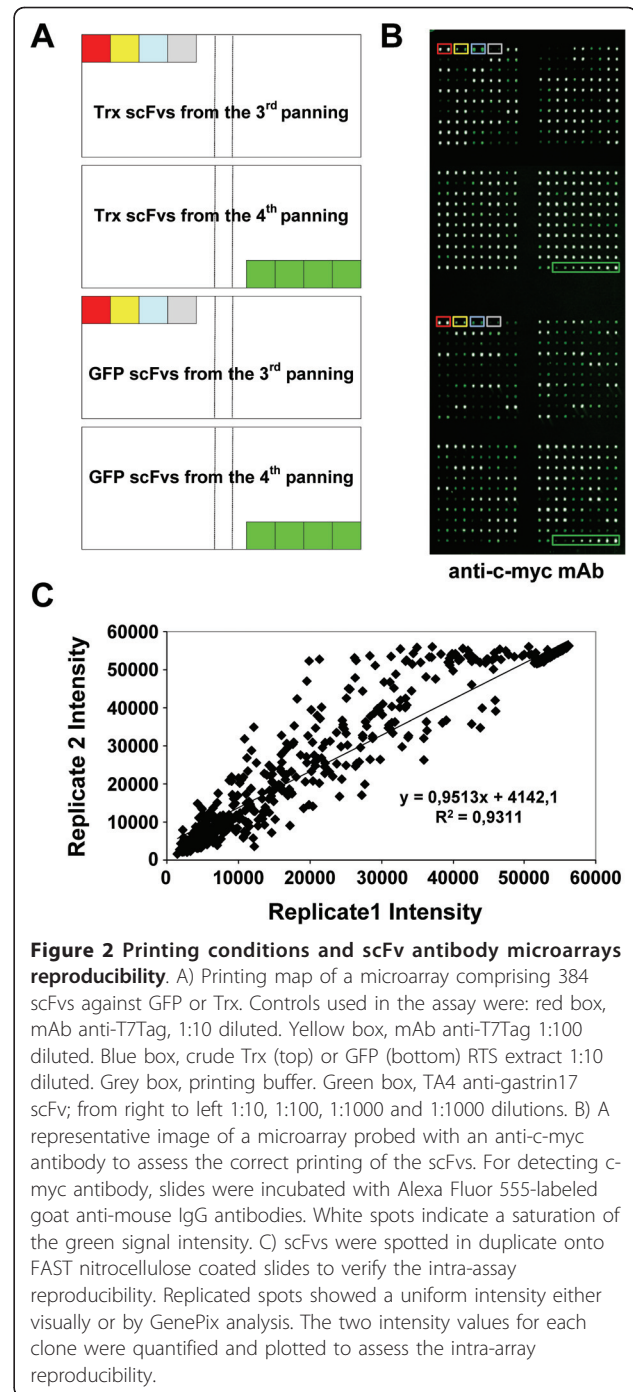 A
B
Trx scFvs from the 3rd panning
Trx scFvs from the 4th panning
GFP scFvs from the 3rd panning
GFP scFvs from the 4th panning
anti-c-myc mAb
C
60000
50000
40000
30000
20000
10000
0
Replicate 2 Intensity
y = 0,9513x + 4142,1
R2 = 0,9311
0 10000 20000 30000 40000 50000 60000
Replicate1 Intensity
Figure 2 Printing conditions and scFv antibody microarrays
reproducibility. A) Printing map of a microarray comprising 384
scFvs against GFP or Trx. Controls used in the assay were: red box,
mAb anti-T7Tag, 1:10 diluted. Yellow box, mAb anti-T7Tag 1:100
diluted. Blue box, crude Trx (top) or GFP (bottom) RTS extract 1:10
diluted. Grey box, printing buffer. Green box, TA4 anti-gastrin17
scFv; from right to left 1:10, 1:100, 1:1000 and 1:1000 dilutions. B) A
representative image of a microarray probed with an anti-c-myc
antibody to assess the correct printing of the scFvs. For detecting c-
myc antibody, slides were incubated with Alexa Fluor 555-labeled
goat anti-mouse IgG antibodies. White spots indicate a saturation of
the green signal intensity. C) scFvs were spotted in duplicate onto
FAST nitrocellulose coated slides to verify the intra-assay
reproducibility. Replicated spots showed a uniform intensity either
visually or by GenePix analysis. The two intensity values for each
clone were quantified and plotted to assess the intra-array
reproducibility.